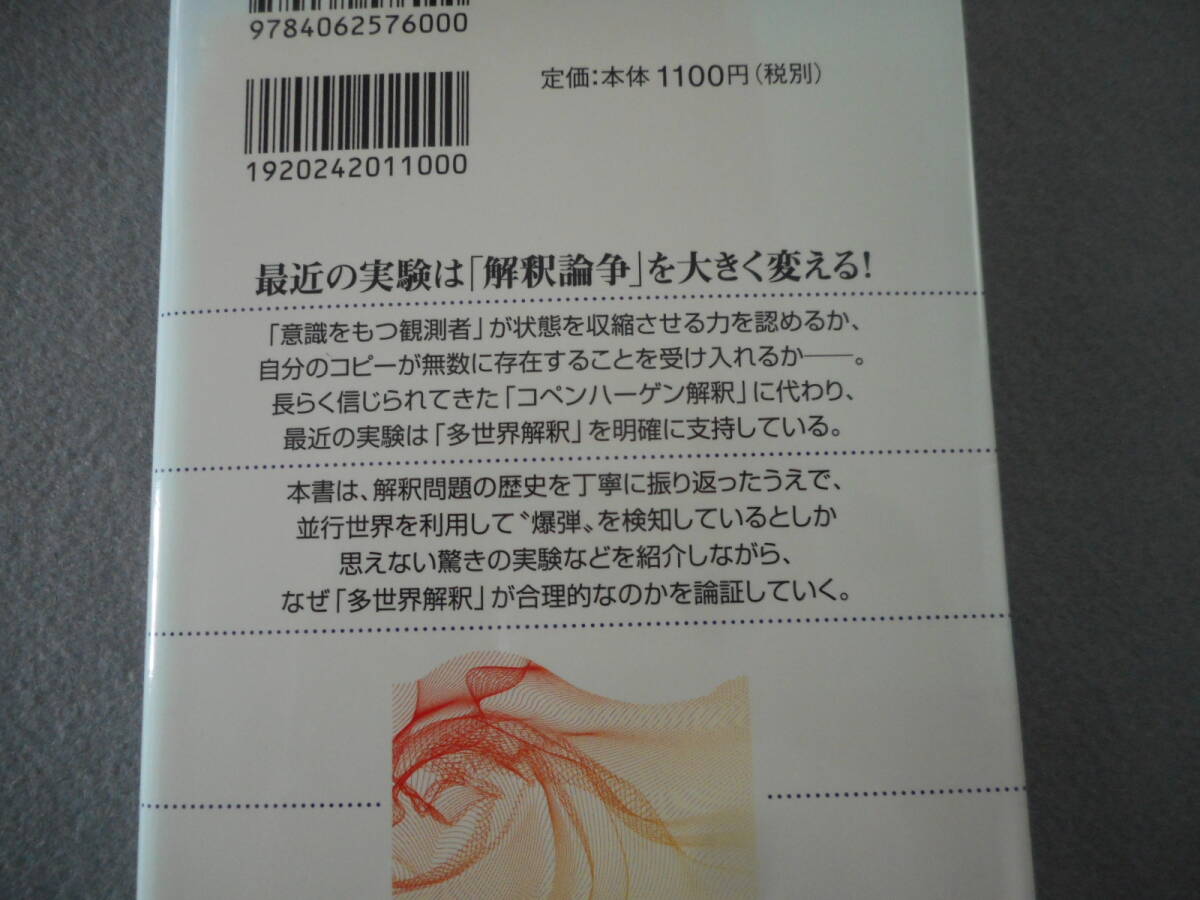 9784062576000
定価:本体 1100円(税別)
1920242011000
最近の実験は「解釈論争」を大きく変える!
「意識をもつ観測者」が状態を収縮させる力を認めるか、
自分のコピーが無数に存在することを受け入れるか――。
長らく信じられてきた「コペンハーゲン解釈」に代わり、
最近の実験は「多世界解釈」を明確に支持している。
本書は、解釈問題の歴史を丁寧に振り返ったうえで、
並行世界を利用して〝爆弾〟を検知しているとしか
思えない驚きの実験などを紹介しながら、
なぜ「多世界解釈」が合理的なのかを論証していく。